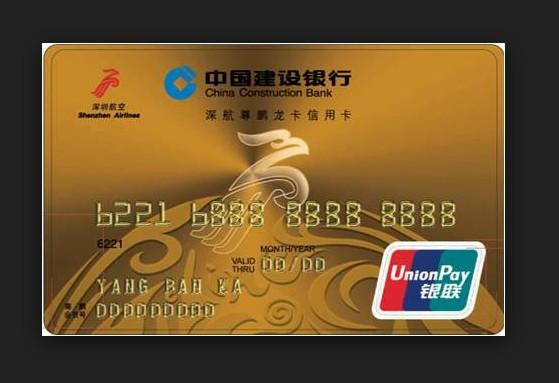 中国建设银行
China Construction Bank
深圳航空
Shenzhen Airlines
深航尊鹏龙卡信用卡
6221 6888 8888 8888
6221
MONTH/YEAR
VALID THRU 00/00
YANG BAN KA
000000000
UnionPay
银联